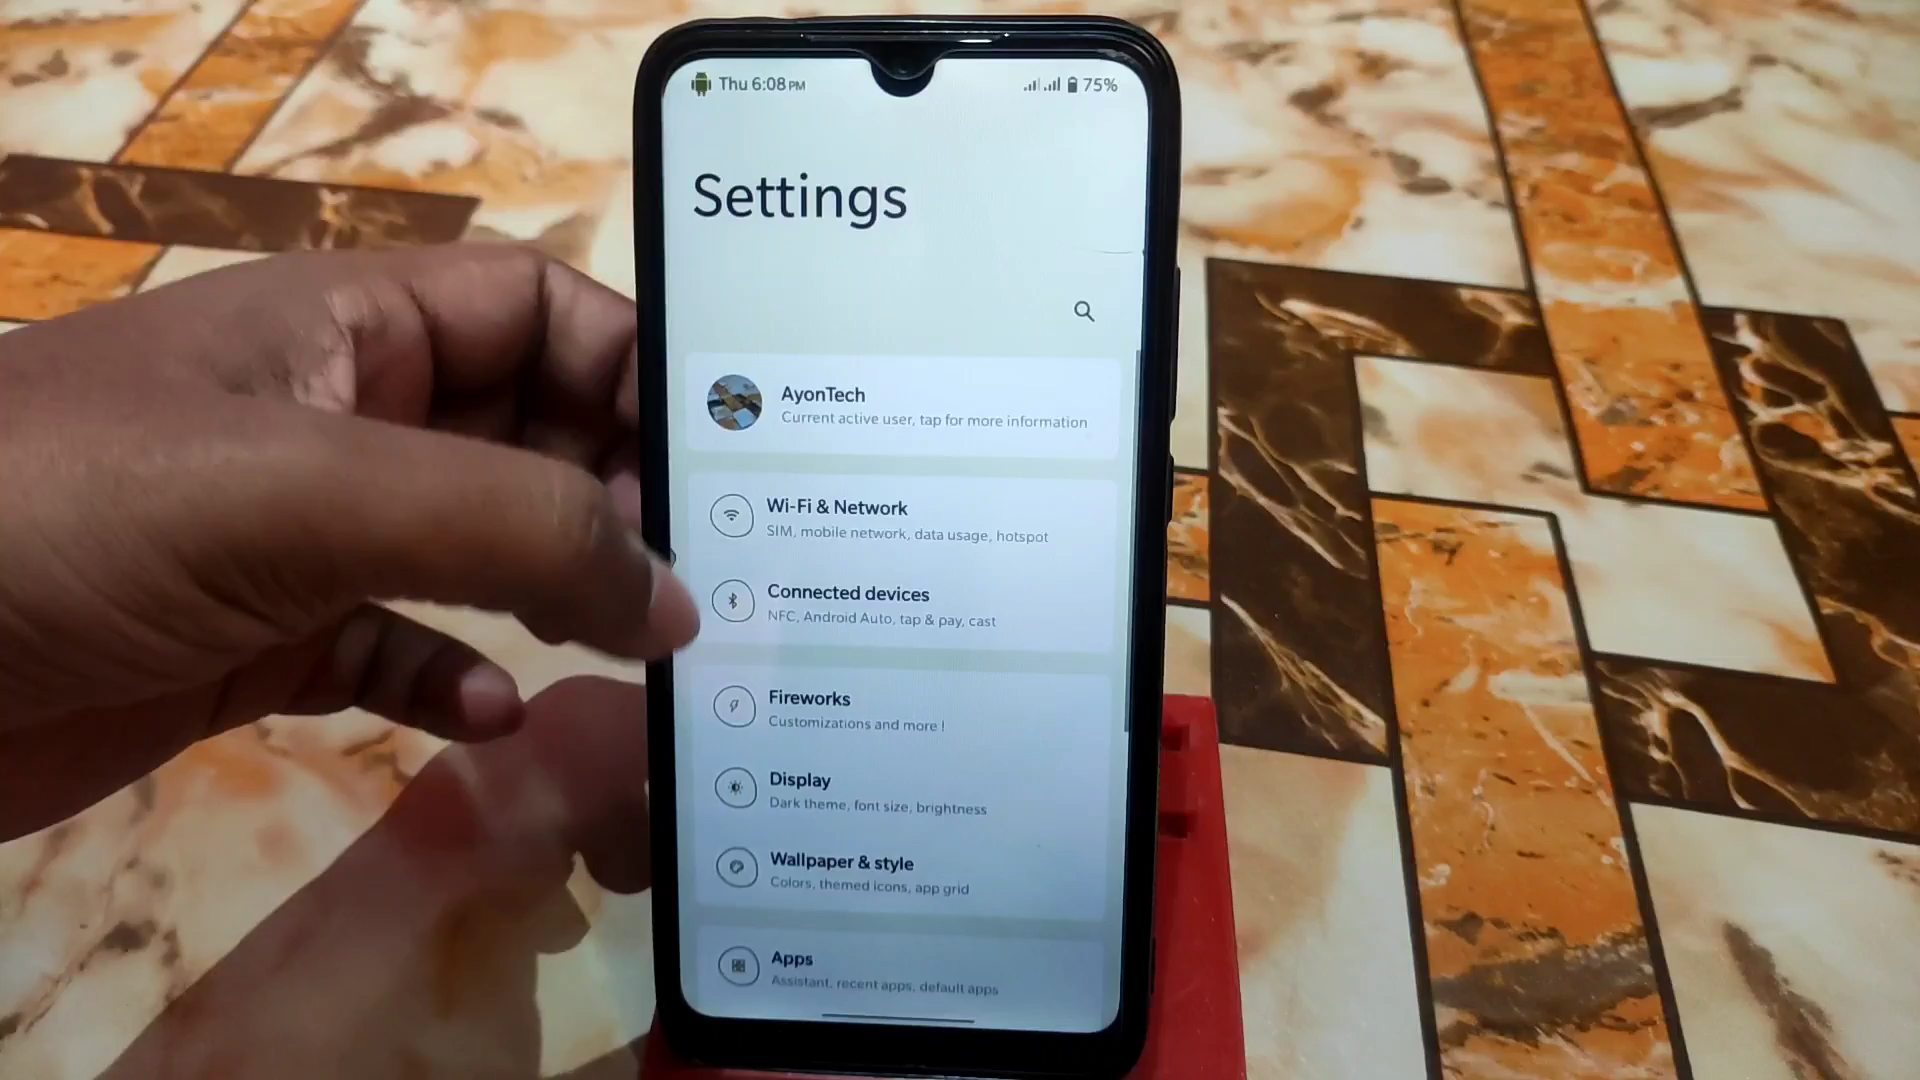 Thu 6:08 PM 75%
Settings
AyonTech
Current active user, tap for more information
Wi-Fi & Network
SIM, mobile network, data usage, hotspot
Connected devices
NFC, Android Auto, tap & pay, cast
Fireworks
Customizations and more !
Display
Dark theme, font size, brightness
Wallpaper & style
Colors, themed icons, app grid
Apps
Assistant, recent apps, default apps